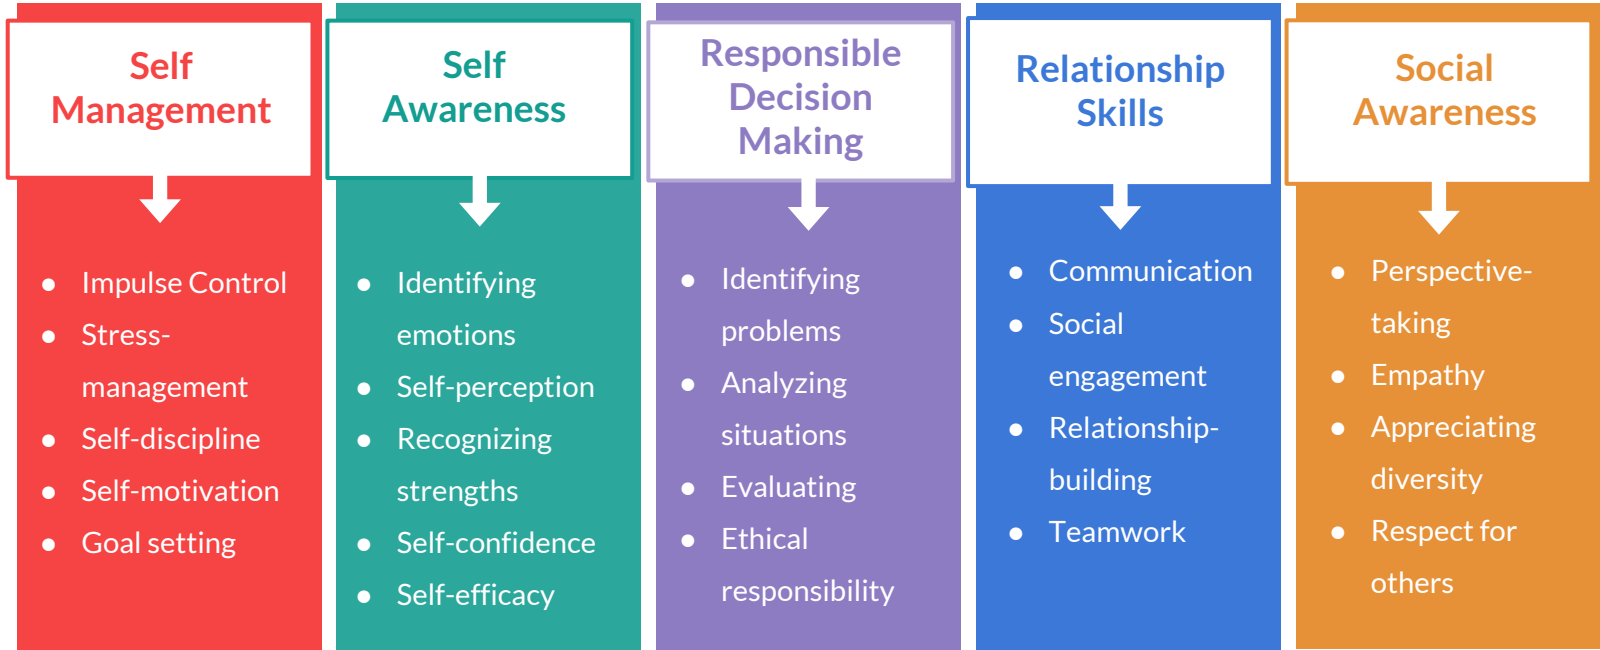 Self
Management
● Impulse Control
● Stress-
management
● Self-discipline
● Self-motivation
● Goal setting
Self
Awareness
● Identifying
emotions
● Self-perception
● Recognizing
strengths
● Self-confidence
● Self-efficacy
Responsible
Decision
Making
● Identifying
problems
● Analyzing
situations
● Evaluating
● Ethical
responsibility
Relationship
Skills
● Communication
● Social
engagement
● Relationship-
building
● Teamwork
Social
Awareness
● Perspective-
taking
● Empathy
● Appreciating
diversity
● Respect for
others